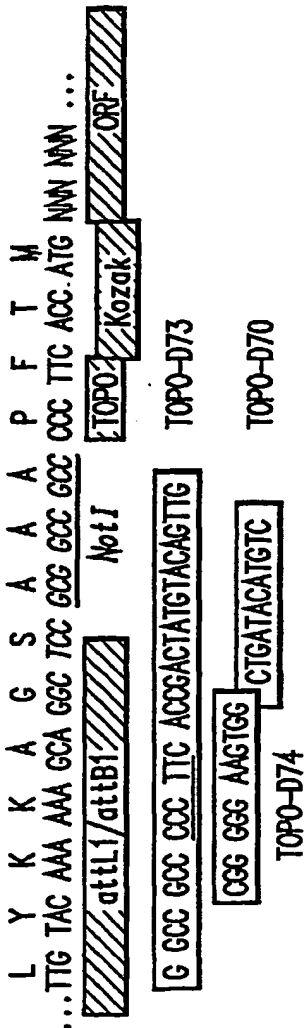 L Y K K A G S A A A P F T M
...TTG TAC AAA AAA GCA GGC TCC GCG GCC GCC CCC TTC ACC.ATG NNN NNN ...
attL1/attB1 NotI TOPO Kozak ORF
G GCC GCC CCC TTC ACCGACTATGTACAGTTG TOPO-D73
CGG GGG AAGTGG CTGATACATGTC TOPO-D70
TOPO-D74